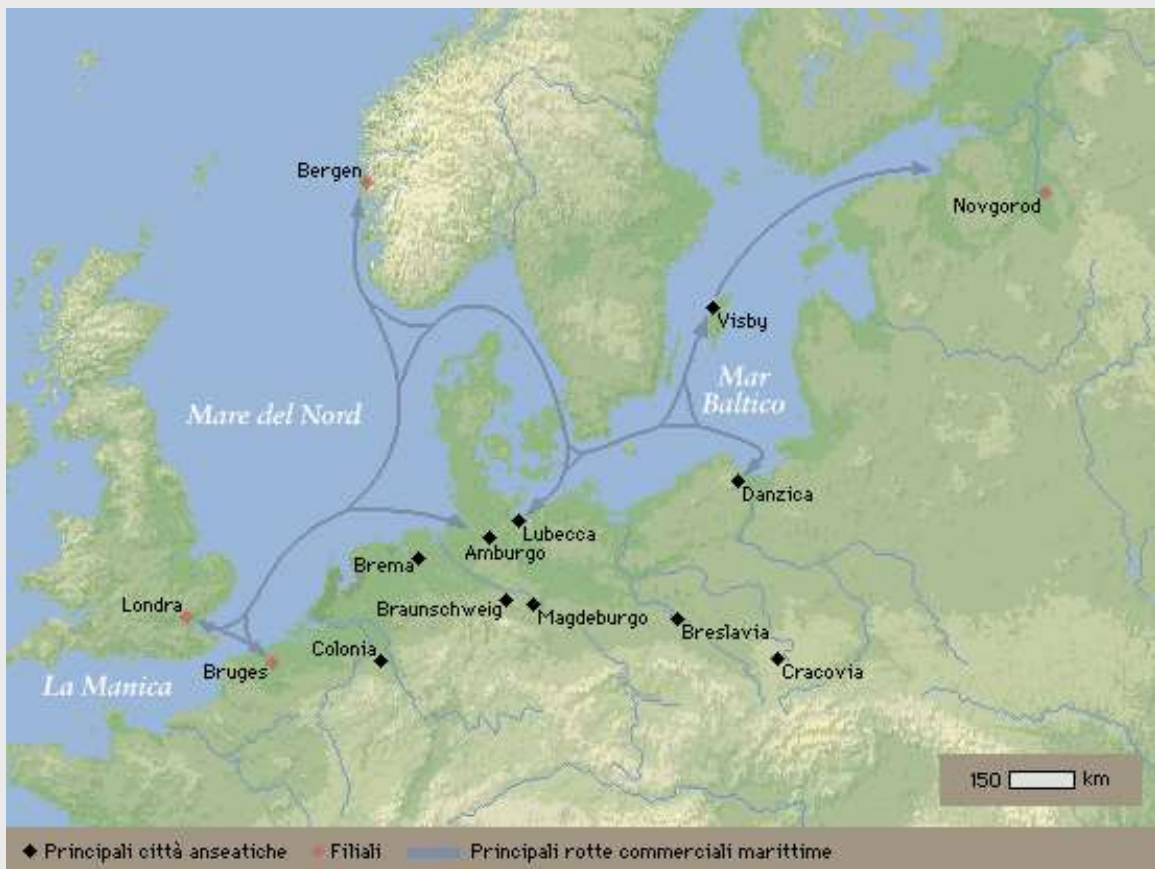 Bergen
Novgorod
Visby
Mar
Baltico
Mare del Nord
Danzica
Lubecca
Amburgo
Brema
Londra
Braunschweig
Magdeburgo
Breslavia
Colonia
Bruges
Cracovia
La Manica
150 km
Principali città anseatiche Filiali Principali rotte commerciali marittime